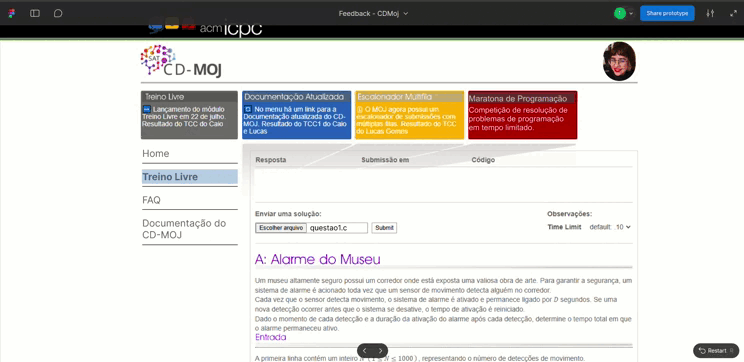 Feedback - CDMoj
Share prototype
acm icpc
SAT
CD-MOJ
Treino Livre
Lançamento do módulo
Treino Livre em 22 de julho.
Resultado do TCC do Caio
Documentação Atualizada
No menu há um link para a
Documentação atualizada do CD-
MOJ. Resultado do TCC1 do Caio
e Lucas
Escalonador Multifila
O MOJ agora possui um
escalonador de submissões com
múltiplas filas. Resultado de TCC
de Lucas Gomes
Maratona de Programação
Competição de resolução de
problemas de programação
em tempo limitado.
Home
Treino Livre
FAQ
Documentação do
CD-MOJ
Resposta Submissão em Código
Enviar uma solução:
Escolher arquivo questao1.c Submit
Observações:
Time Limit default: 10
A: Alarme do Museu
Um museu altamente seguro possui um corredor onde está exposta uma valiosa obra de arte. Para garantir a segurança, um
sistema de alarme é acionado toda vez que um sensor de movimento detecta alguém no corredor.
Cada vez que o sensor detecta movimento, o sistema de alarme é ativado e permanece ligado por D segundos. Se uma
nova detecção ocorrer antes que o sistema se desative, o tempo de ativação é reiniciado.
Dado o momento de cada detecção e a duração da ativação do alarme após cada detecção, determine o tempo total em que
o alarme permaneceu ativo.
Entrada
A primeira linha contém um inteiro N (1 ≤ N ≤ 1000), representando o número de detecções de movimento.
Restart R